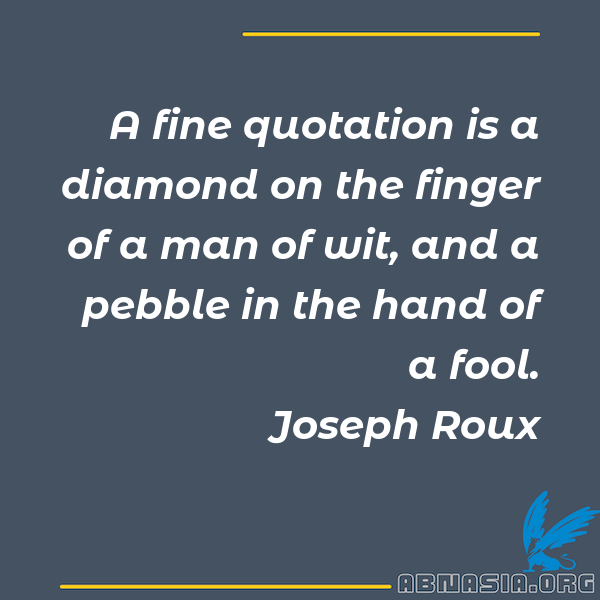 A fine quotation is a
diamond on the finger
of a man of wit, and a
pebble in the hand of
a fool.
Joseph Roux
ABNASIA.ORG